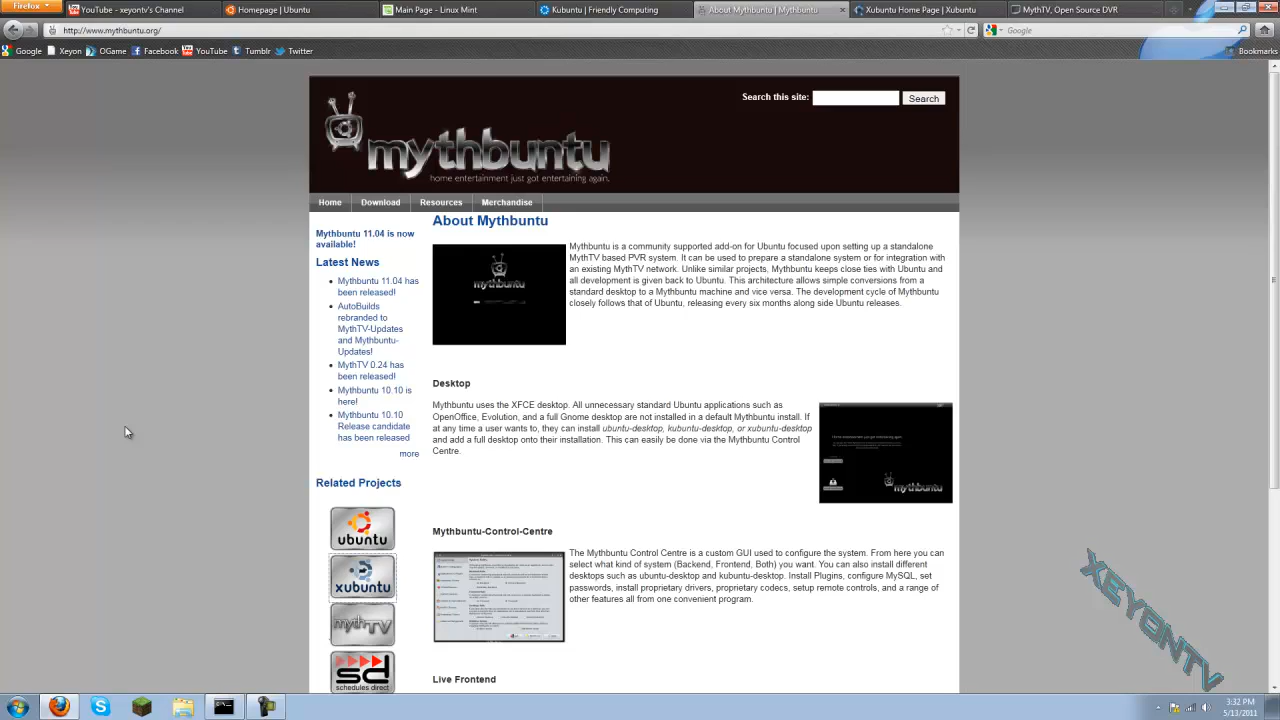 Firefox
YouTube - xeyontv's Channel
Homepage | Ubuntu
Main Page - Linux Mint
Kubuntu | Friendly Computing
About Mythbuntu | Mythbuntu
Xubuntu Home Page | Xubuntu
MythTV, Open Source DVR
http://www.mythbuntu.org/
Google
Google
Xeyon
OGame
Facebook
YouTube
Tumblr
Twitter
Bookmarks
Search this site:
Search
mythbuntu
home entertainment just got entertaining again.
Home
Download
Resources
Merchandise
Mythbuntu 11.04 is now
available!
Latest News
Mythbuntu 11.04 has
been released!
AutoBuilds
rebranded to
MythTV-Updates
and Mythbuntu-
Updates!
MythTV 0.24 has
been released!
Mythbuntu 10.10 is
here!
Mythbuntu 10.10
Release candidate
has been released
more
Related Projects
ubuntu
xubuntu
mythTV
sd
schedules direct
About Mythbuntu
mythbuntu
Mythbuntu is a community supported add-on for Ubuntu focused upon setting up a standalone
MythTV based PVR system. It can be used to prepare a standalone system or for integration with
an existing MythTV network. Unlike similar projects, Mythbuntu keeps close ties with Ubuntu and
all development is given back to Ubuntu. This architecture allows simple conversions from a
standard desktop to a Mythbuntu machine and vice versa. The development cycle of Mythbuntu
closely follows that of Ubuntu, releasing every six months along side Ubuntu releases.
Desktop
Mythbuntu uses the XFCE desktop. All unnecessary standard Ubuntu applications such as
OpenOffice, Evolution, and a full Gnome desktop are not installed in a default Mythbuntu install. If
at any time a user wants to, they can install ubuntu-desktop, kubuntu-desktop, or xubuntu-desktop
and add a full desktop onto their installation. This can easily be done via the Mythbuntu Control
Centre.
mythbuntu
Mythbuntu-Control-Centre
The Mythbuntu Control Centre is a custom GUI used to configure the system. From here you can
select what kind of system (Backend, Frontend, Both) you want. You can also install different
desktops such as ubuntu-desktop and kubuntu-desktop. Install Plugins, configure MySQL, set
passwords, install proprietary drivers, proprietary codecs, setup remote controls, and a range of
other features all from one convenient program.
Live Frontend
3:32 PM
5/13/2011